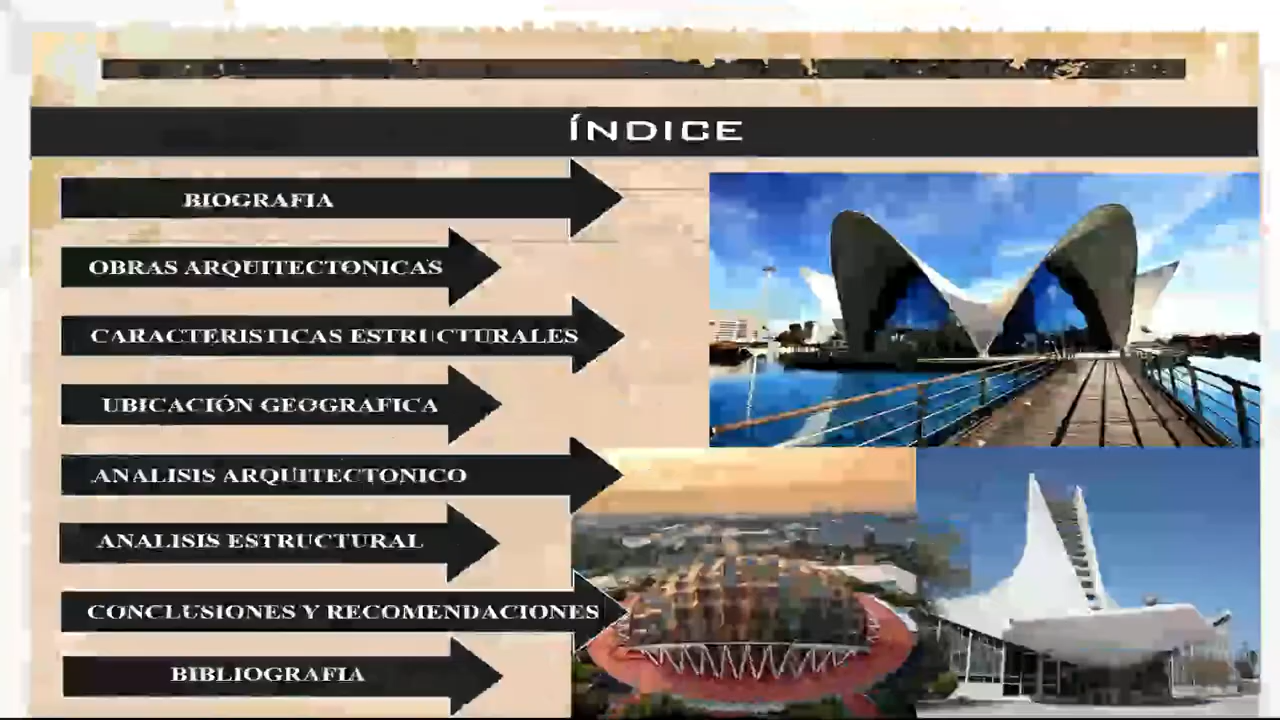 ÍNDICE
BIOGRAFIA
OBRAS ARQUITECTONICAS
CARACTERISTICAS ESTRUCTURALES
UBICACIÓN GEOGRAFICA
ANALISIS ARQUITECTONICO
ANALISIS ESTRUCTURAL
CONCLUSIONES Y RECOMENDACIONES
BIBLIOGRAFIA